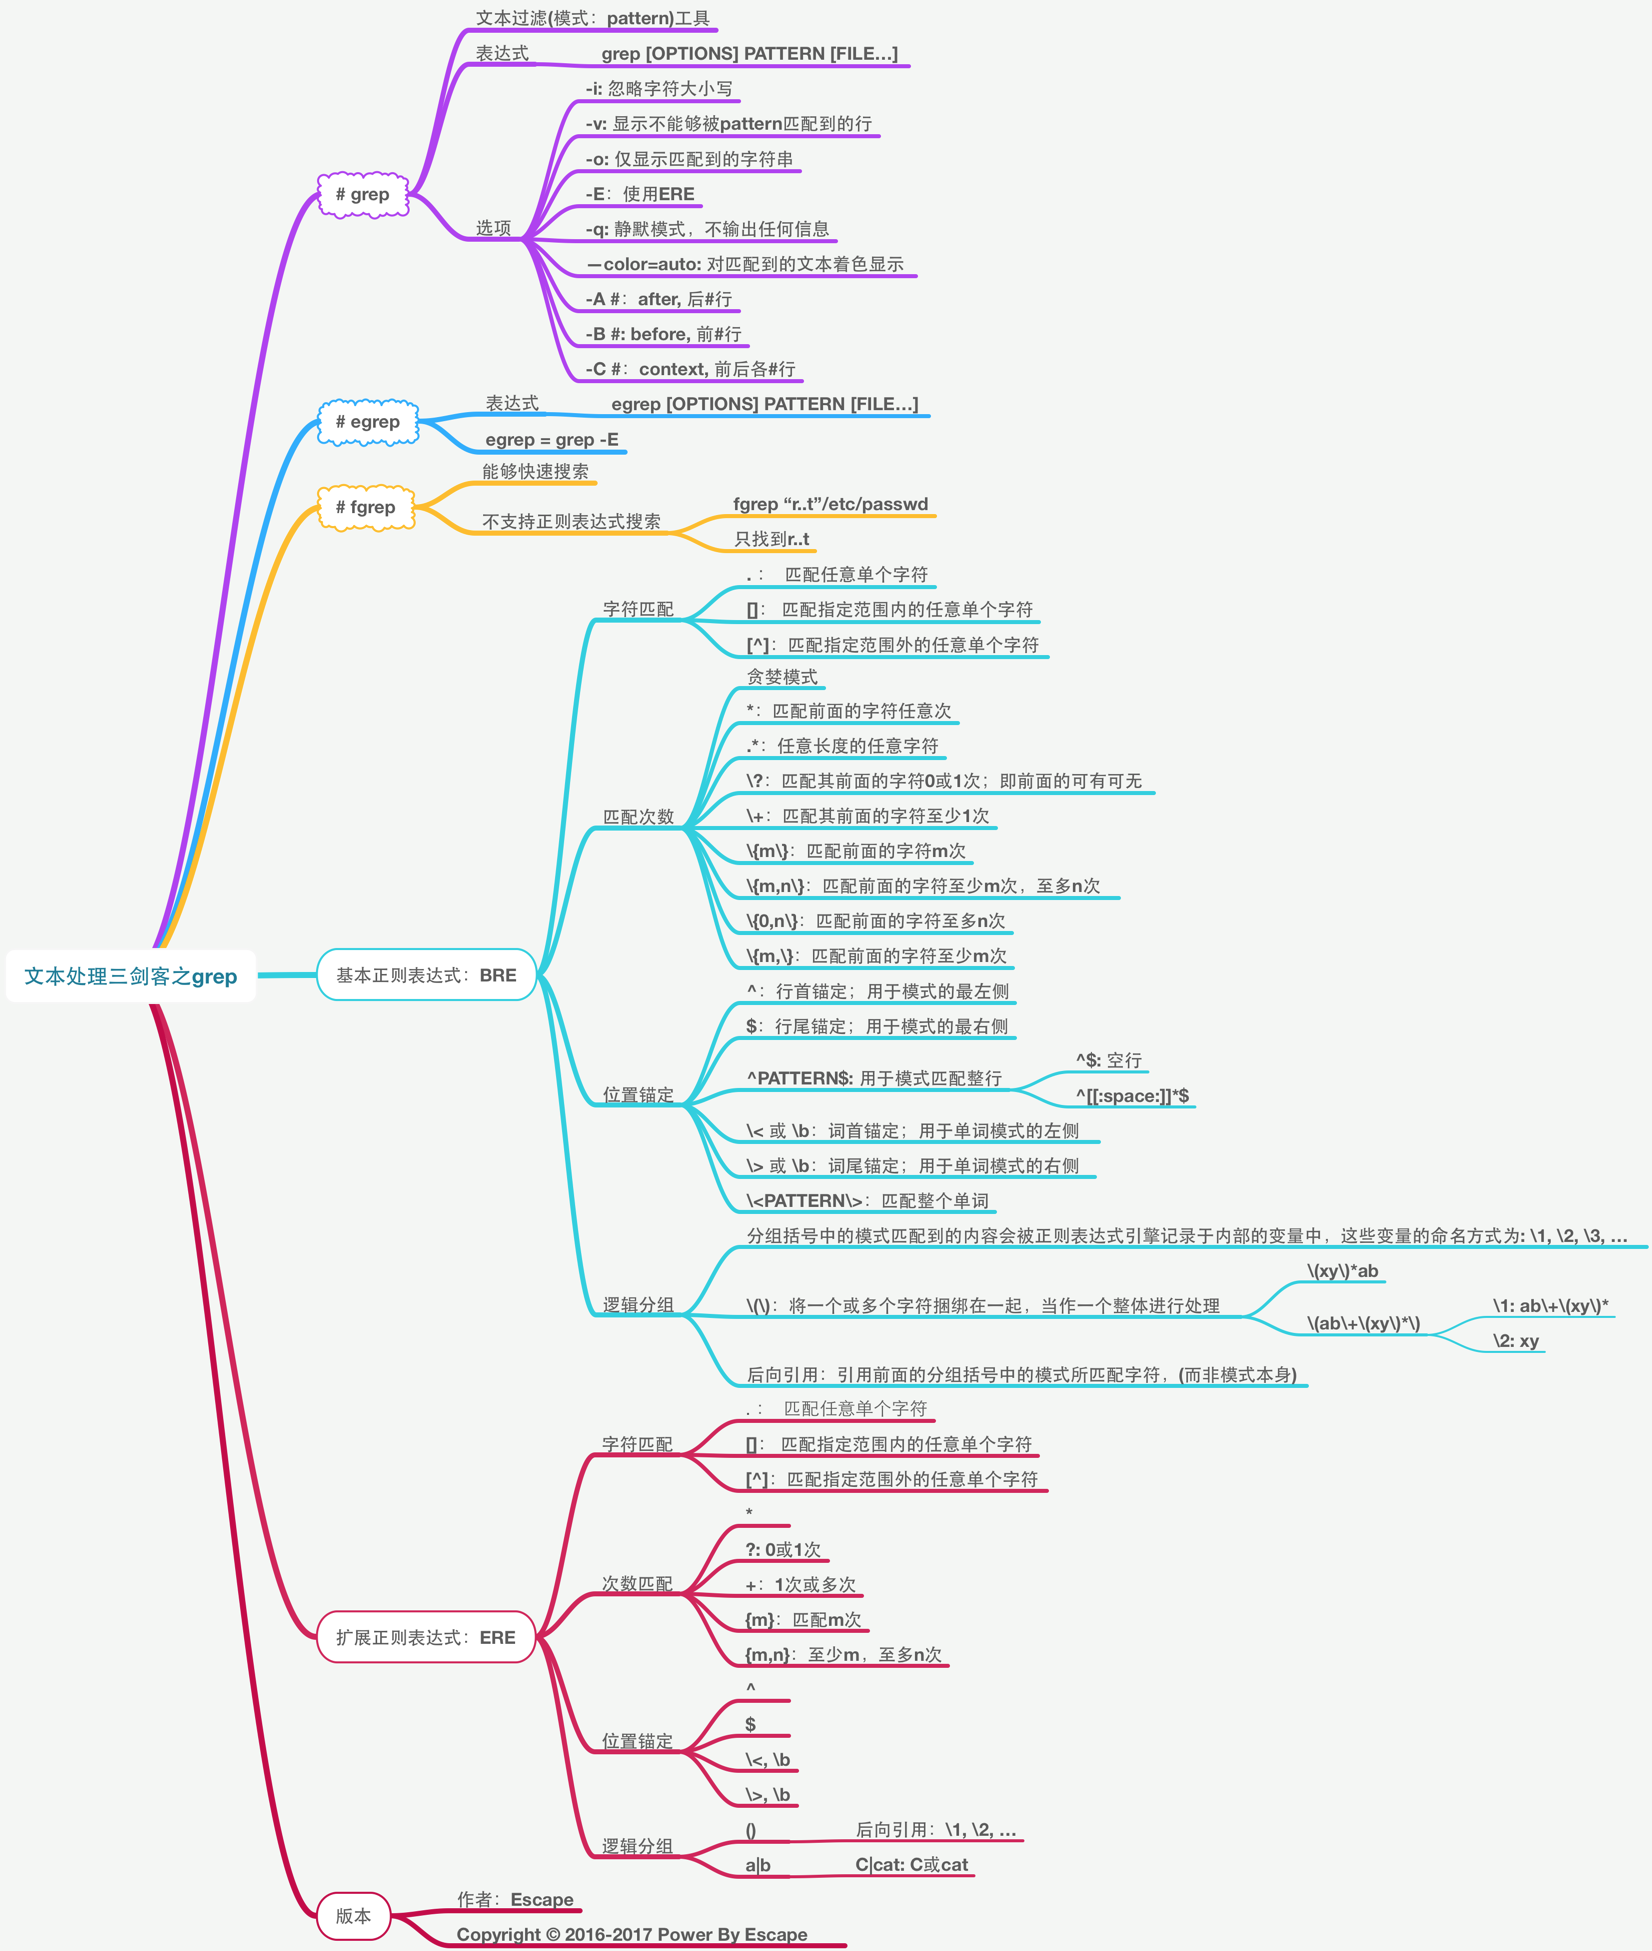 文本处理三剑客之grep
# grep
文本过滤(模式：pattern)工具
表达式
grep [OPTIONS] PATTERN [FILE…]
选项
-i: 忽略字符大小写
-v: 显示不能够被pattern匹配到的行
-o: 仅显示匹配到的字符串
-E：使用ERE
-q: 静默模式，不输出任何信息
—color=auto: 对匹配到的文本着色显示
-A #：after, 后#行
-B #: before, 前#行
-C #：context, 前后各#行
# egrep
表达式
egrep [OPTIONS] PATTERN [FILE…]
egrep = grep -E
# fgrep
能够快速搜索
不支持正则表达式搜索
fgrep “r..t”/etc/passwd
只找到r..t
基本正则表达式：BRE
字符匹配
. ： 匹配任意单个字符
[]： 匹配指定范围内的任意单个字符
[^]：匹配指定范围外的任意单个字符
匹配次数
贪婪模式
*：匹配前面的字符任意次
.*：任意长度的任意字符
\?：匹配其前面的字符0或1次；即前面的可有可无
\+：匹配其前面的字符至少1次
\{m\}：匹配前面的字符m次
\{m,n\}：匹配前面的字符至少m次，至多n次
\{0,n\}：匹配前面的字符至多n次
\{m,\}：匹配前面的字符至少m次
位置锚定
^：行首锚定；用于模式的最左侧
$：行尾锚定；用于模式的最右侧
^PATTERN$: 用于模式匹配整行
^$: 空行
^[[:space:]]*$
\< 或 \b：词首锚定；用于单词模式的左侧
\> 或 \b：词尾锚定；用于单词模式的右侧
\<PATTERN\>：匹配整个单词
逻辑分组
分组括号中的模式匹配到的内容会被正则表达式引擎记录于内部的变量中，这些变量的命名方式为: \1, \2, \3, …
\(\)：将一个或多个字符捆绑在一起，当作一个整体进行处理
\(xy\)*ab
\(ab\+\(xy\)*\)
\1: ab\+\(xy\)*
\2: xy
后向引用：引用前面的分组括号中的模式所匹配字符，(而非模式本身)
扩展正则表达式：ERE
字符匹配
. ： 匹配任意单个字符
[]： 匹配指定范围内的任意单个字符
[^]：匹配指定范围外的任意单个字符
次数匹配
*
?: 0或1次
+：1次或多次
{m}：匹配m次
{m,n}：至少m，至多n次
位置锚定
^
$
\<, \b
\>, \b
逻辑分组
()
后向引用：\1, \2, …
a|b
C|cat: C或cat
版本
作者：Escape
Copyright © 2016-2017 Power By Escape